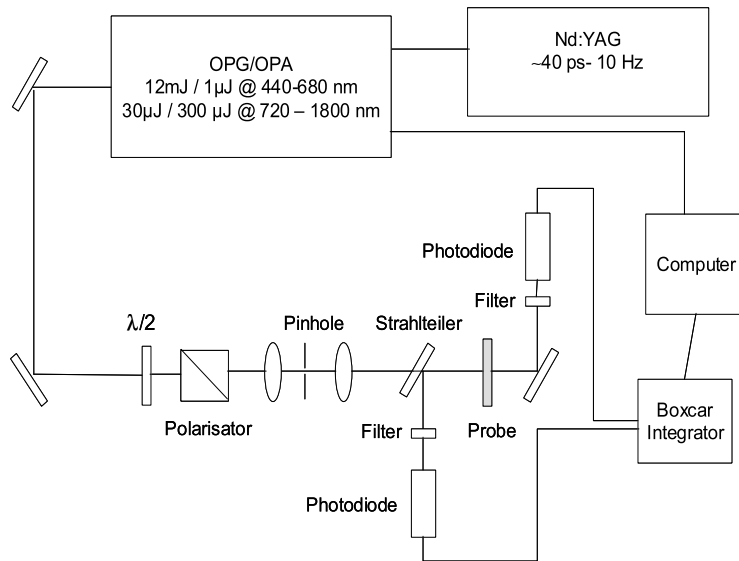 OPG/OPA
12mJ / 1µJ @ 440-680 nm
30µJ / 300 µJ @ 720 – 1800 nm
Nd:YAG
~40 ps- 10 Hz
Photodiode
Computer
Filter
λ/2
Pinhole
Strahlteiler
Polarisator
Filter
Probe
Boxcar
Integrator
Photodiode